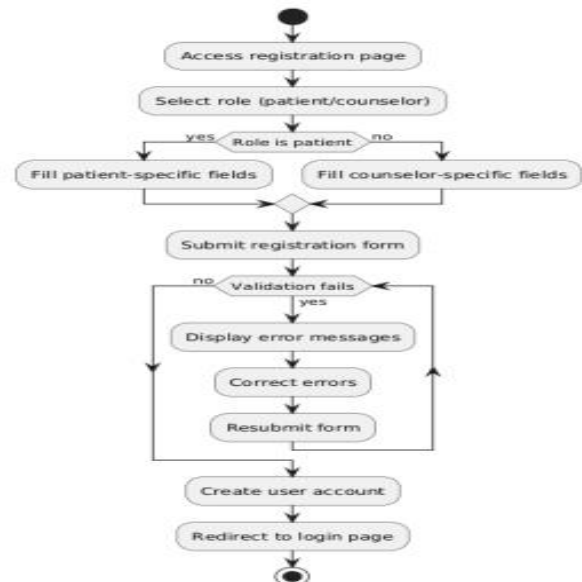 Access registration page
Select role (patient/counselor)
yes
Role is patient
no
Fill patient-specific fields
Fill counselor-specific fields
Submit registration form
no
Validation fails
yes
Display error messages
Correct errors
Resubmit form
Create user account
Redirect to login page